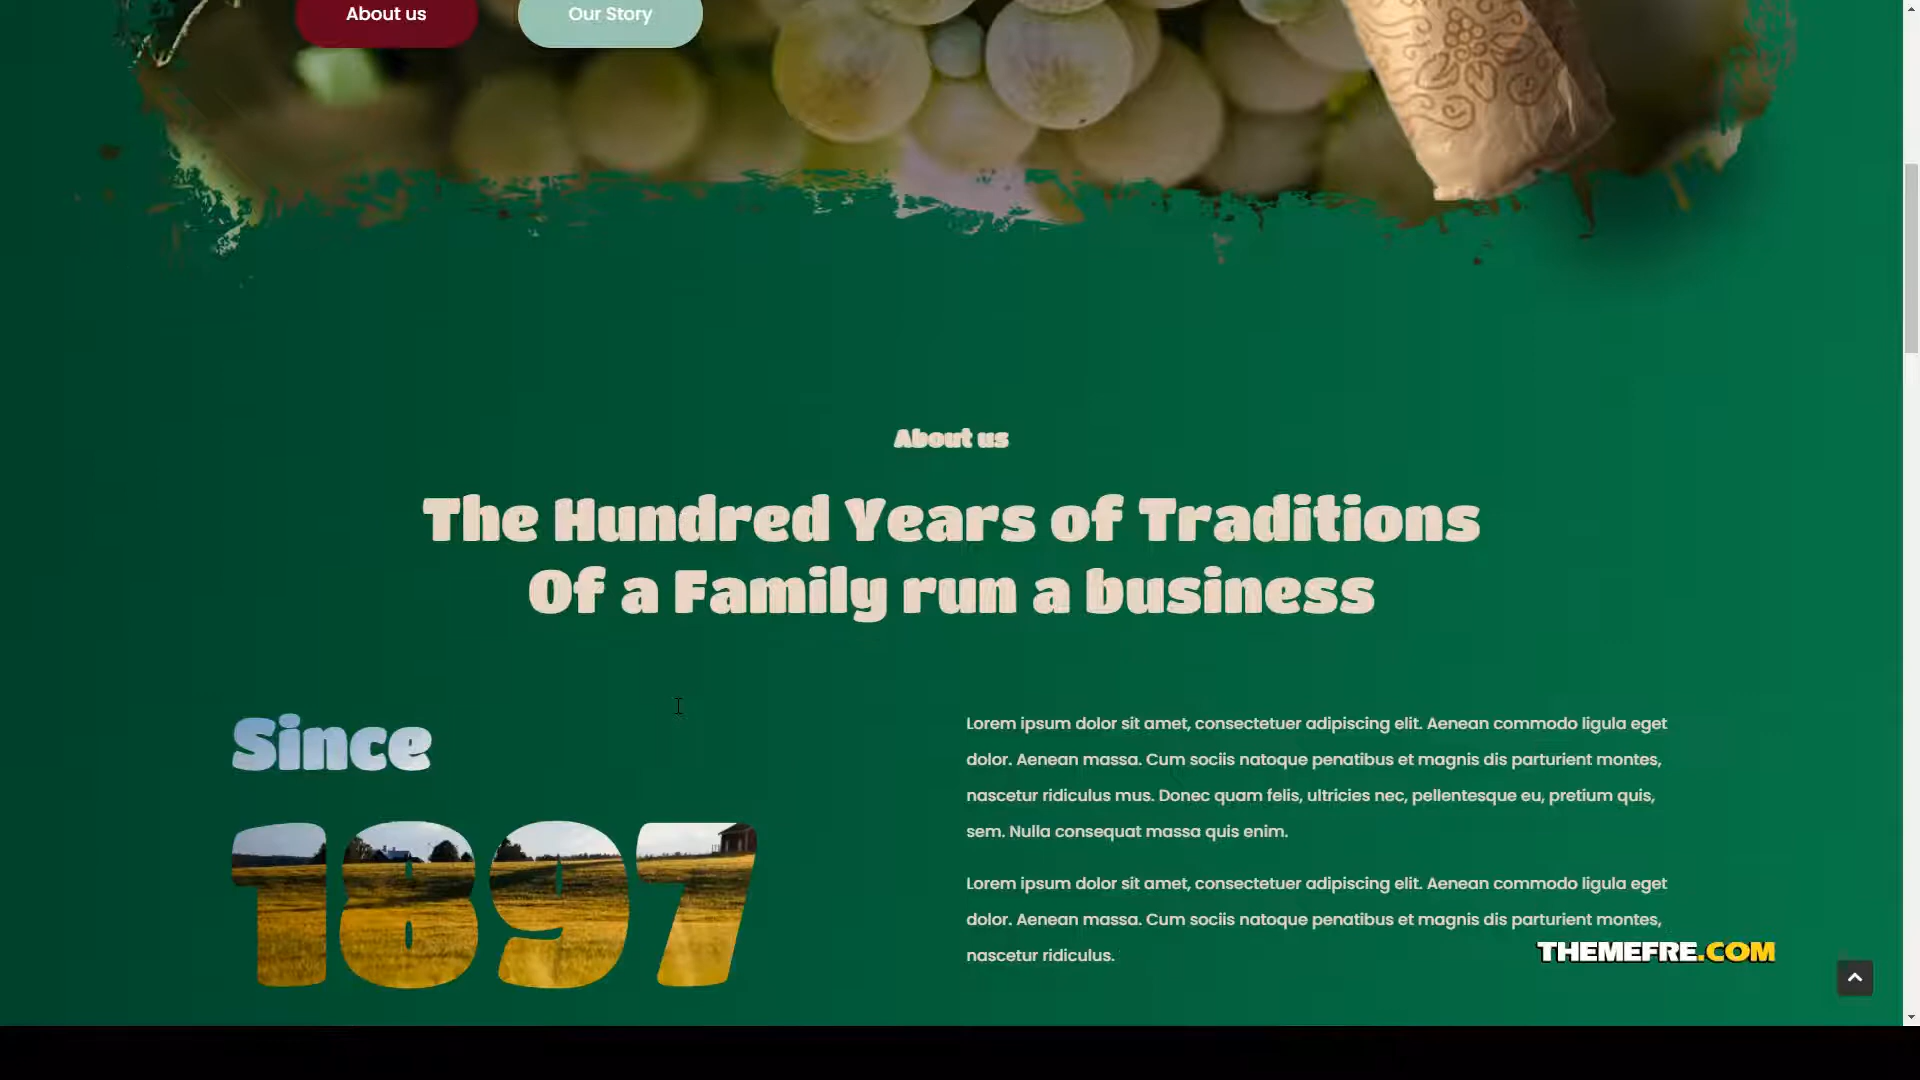 About us
Our Story
About us
The Hundred Years of Traditions
Of a Family run a business
Since
1897
Lorem ipsum dolor sit amet, consectetuer adipiscing elit. Aenean commodo ligula eget
dolor. Aenean massa. Cum sociis natoque penatibus et magnis dis parturient montes,
nascetur ridiculus mus. Donec quam felis, ultricies nec, pellentesque eu, pretium quis,
sem. Nulla consequat massa quis enim.
Lorem ipsum dolor sit amet, consectetuer adipiscing elit. Aenean commodo ligula eget
dolor. Aenean massa. Cum sociis natoque penatibus et magnis dis parturient montes,
nascetur ridiculus.
THEMEFRE.COM